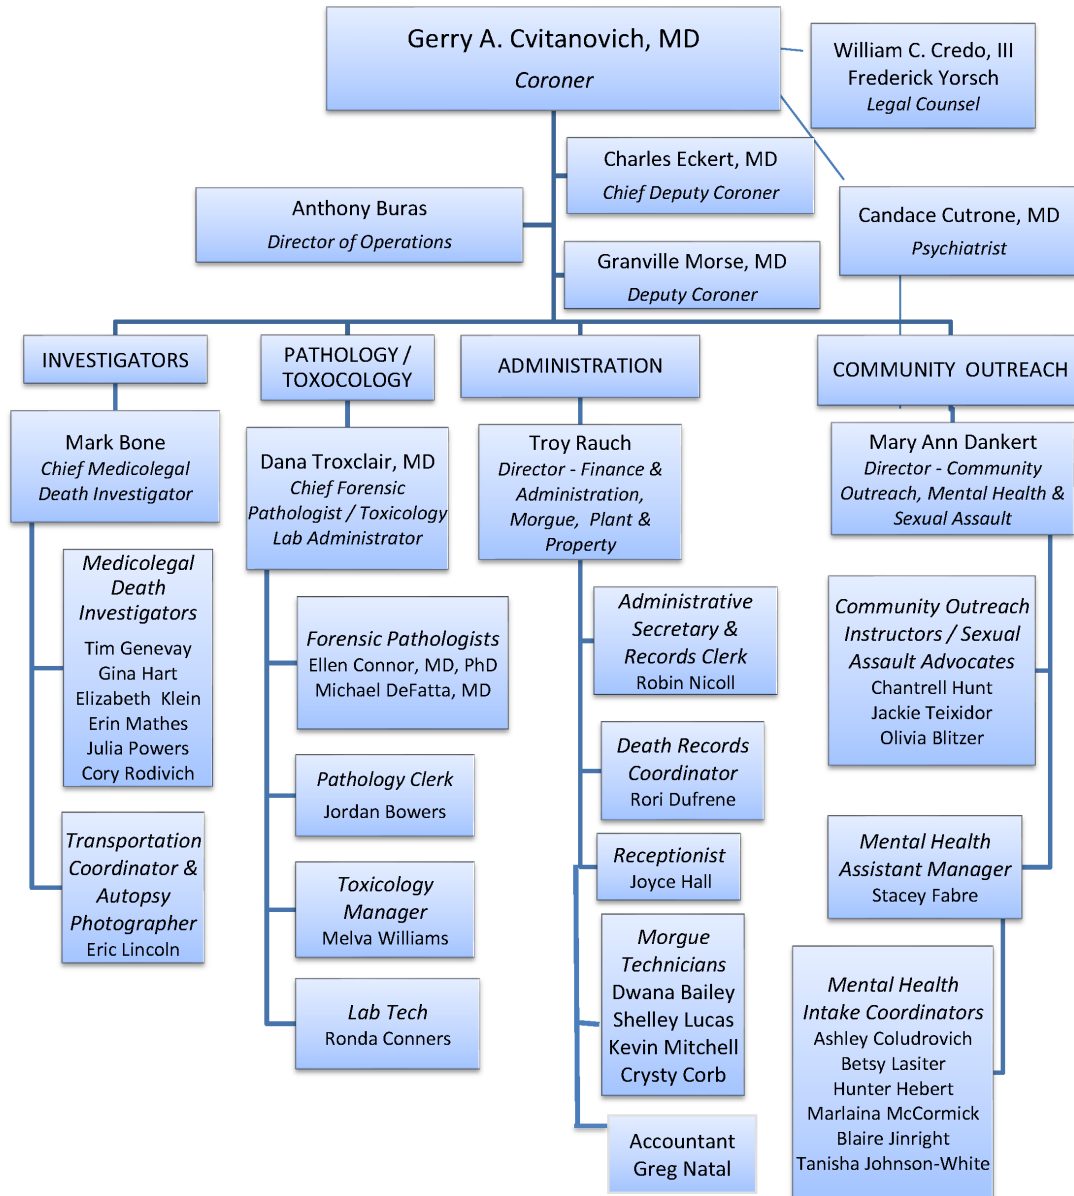 Gerry A. Cvitanovich, MD
Coroner
William C. Credo, III
Frederick Yorsch
Legal Counsel
Charles Eckert, MD
Chief Deputy Coroner
Anthony Buras
Director of Operations
Candace Cutrone, MD
Psychiatrist
Granville Morse, MD
Deputy Coroner
INVESTIGATORS
PATHOLOGY /
TOXOCOLOGY
ADMINISTRATION
COMMUNITY OUTREACH
Mark Bone
Chief Medicolegal
Death Investigator
Medicolegal
Death
Investigators
Tim Genevay
Gina Hart
Elizabeth Klein
Erin Mathes
Julia Powers
Cory Rodivich
Transportation
Coordinator &
Autopsy
Photographer
Eric Lincoln
Dana Troxclair, MD
Chief Forensic
Pathologist / Toxicology
Lab Administrator
Forensic Pathologists
Ellen Connor, MD, PhD
Michael DeFatta, MD
Pathology Clerk
Jordan Bowers
Toxicology
Manager
Melva Williams
Lab Tech
Ronda Conners
Troy Rauch
Director - Finance &
Administration,
Morgue, Plant &
Property
Administrative
Secretary &
Records Clerk
Robin Nicoll
Death Records
Coordinator
Rori Dufrene
Receptionist
Joyce Hall
Morgue
Technicians
Dwana Bailey
Shelley Lucas
Kevin Mitchell
Crysty Corb
Accountant
Greg Natal
Mary Ann Dankert
Director - Community
Outreach, Mental Health &
Sexual Assault
Community Outreach
Instructors / Sexual
Assault Advocates
Chantrell Hunt
Jackie Teixidor
Olivia Blitzer
Mental Health
Assistant Manager
Stacey Fabre
Mental Health
Intake Coordinators
Ashley Coludrovich
Betsy Lasiter
Hunter Hebert
Marlaina McCormick
Blaire Jinright
Tanisha Johnson-White